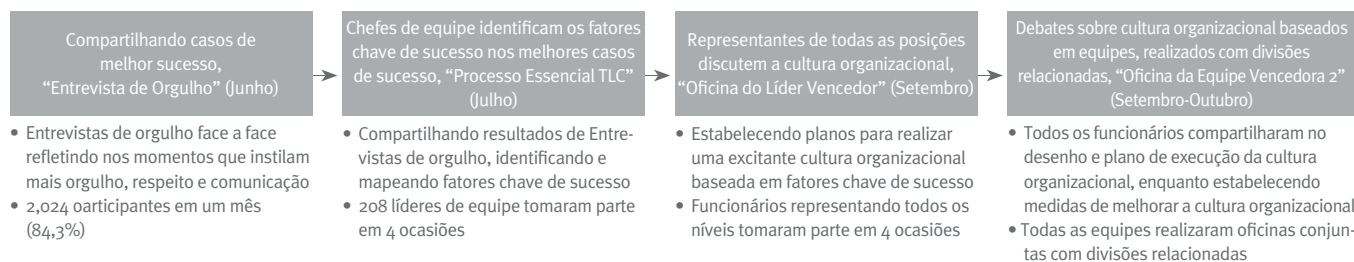 Compartilhando casos de
melhor sucesso,
“Entrevista de Orgulho” (Junho)
• Entrevistas de orgulho face a face
refletindo nos momentos que instilam
mais orgulho, respeito e comunicação
• 2,024 oarticipantes em um mês
(84,3%)
Chefes de equipe identificam os fatores
chave de sucesso nos melhores casos
de sucesso, “Processo Essencial TLC”
(Julho)
• Compartilhando resultados de Entre-
vistas de orgulho, identificando e
mapeando fatores chave de sucesso
• 208 líderes de equipe tomaram parte
em 4 ocasiões
Representantes de todas as posições
discutem a cultura organizacional,
“Oficina do Líder Vencedor” (Setembro)
• Estabelecendo planos para realizar
uma excitante cultura organizacional
baseada em fatores chave de sucesso
• Funcionários representando todos os
níveis tomaram parte em 4 ocasiões
Debates sobre cultura organizacional baseados
em equipes, realizados com divisões
relacionadas, “Oficina da Equipe Vencedora 2”
(Setembro-Outubro)
• Todos os funcionários compartilharam no
desenho e plano de execução da cultura
organizacional, enquanto estabelecendo
medidas de melhorar a cultura organizacional
• Todas as equipes realizaram oficinas conjun-
tas com divisões relacionadas